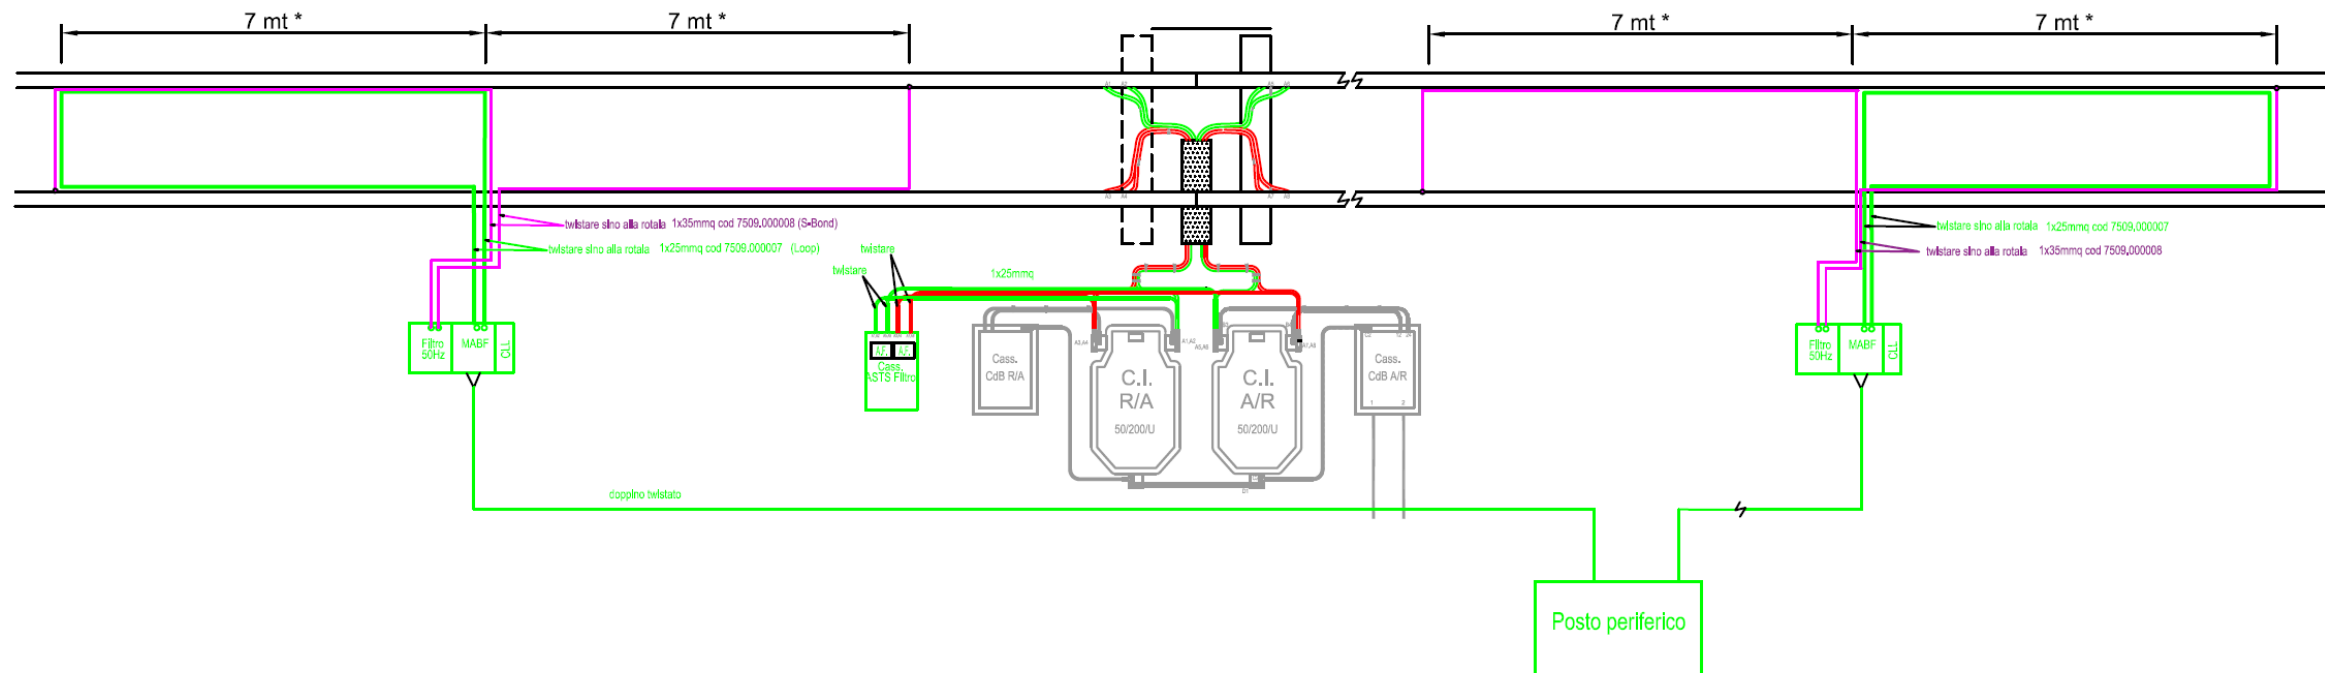 7 mt *
7 mt *
7 mt *
7 mt *
twistare sino alla rotaia 1x35mmq cod 7509.000008 (S-Bond)
twistare sino alla rotaia 1x25mmq cod 7509.000007 (Loop)
twistare
twistare
1x25mmq
twistare sino alla rotaia 1x25mmq cod 7509.000007
twistare sino alla rotaia 1x35mmq cod 7509.000008
Filtro
50Hz
MABF
CLL
A.F.
A.F.
Cass.
ASTS Filtro
Cass.
CdB R/A
C.I.
R/A
50/200/U
C.I.
A/R
50/200/U
Cass.
CdB A/R
1
2
Filtro
50Hz
MABF
CLL
doppino twistato
Posto periferico